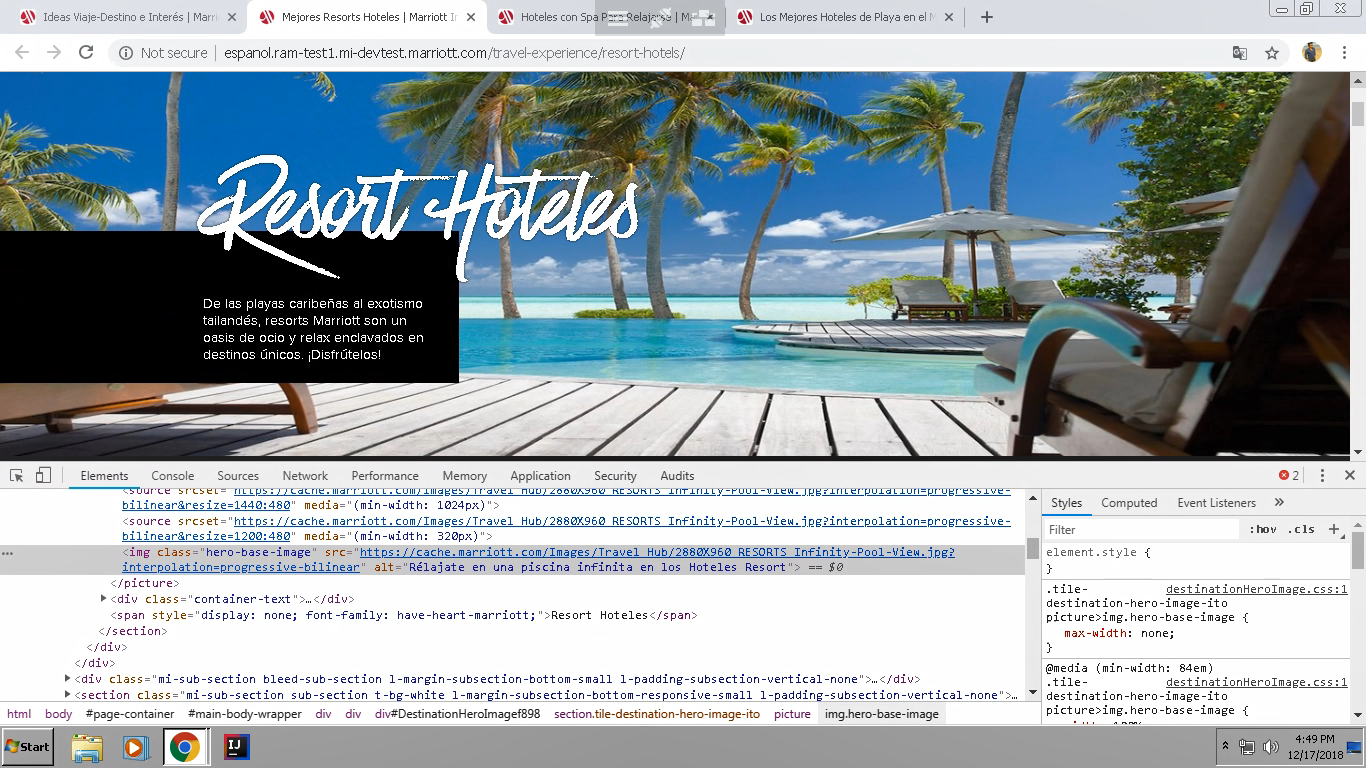 Ideas Viaje-Destino e Interés | Marri
Mejores Resorts Hoteles | Marriott In
Hoteles con Spa Para Relajarse | Ma
Los Mejores Hoteles de Playa en el M
Not secure
espanol.ram-test1.mi-devtest.marriott.com/travel-experience/resort-hotels/
Resort Hoteles
De las playas caribeñas al exotismo
tailandés, resorts Marriott son un
oasis de ocio y relax enclavados en
destinos únicos. ¡Disfrútelos!
Elements Console Sources Network Performance Memory Application Security Audits 2
<source srcset="https://cache.marriott.com/Images/Travel_Hub/2880X960_RESORTS_Infinity-Pool-View.jpg?interpolation=progressive-
bilinear&resize=1440:480" media="(min-width: 1024px)">
<source srcset="https://cache.marriott.com/Images/Travel_Hub/2880X960_RESORTS_Infinity-Pool-View.jpg?interpolation=progressive-
bilinear&resize=1200:480" media="(min-width: 320px)">
<img class="hero-base-image" src="https://cache.marriott.com/Images/Travel_Hub/2880X960_RESORTS_Infinity-Pool-View.jpg?
interpolation=progressive-bilinear" alt="Rélajate en una piscina infinita en los Hoteles Resort"> == $0
</picture>
<div class="container-text">…</div>
<span style="display: none; font-family: have-heart-marriott;">Resort Hoteles</span>
</section>
</div>
</div>
<div class="mi-sub-section bleed-sub-section l-margin-subsection-bottom-small l-padding-subsection-vertical-none">…</div>
<section class="mi-sub-section sub-section t-bg-white l-margin-subsection-bottom-responsive-small l-padding-subsection-vertical-none">…
html body #page-container #main-body-wrapper div div div#DestinationHeroImagef898 section.tile-destination-hero-image-ito picture img.hero-base-image
Styles Computed Event Listeners »
Filter :hov .cls +
element.style {
}
.tile- destinationHeroImage.css:1
destination-hero-image-ito
picture>img.hero-base-image {
max-width: none;
}
@media (min-width: 84em)
.tile- destinationHeroImage.css:1
destination-hero-image-ito
picture>img.hero-base-image {
Start
IJ
4:49 PM
12/17/2018